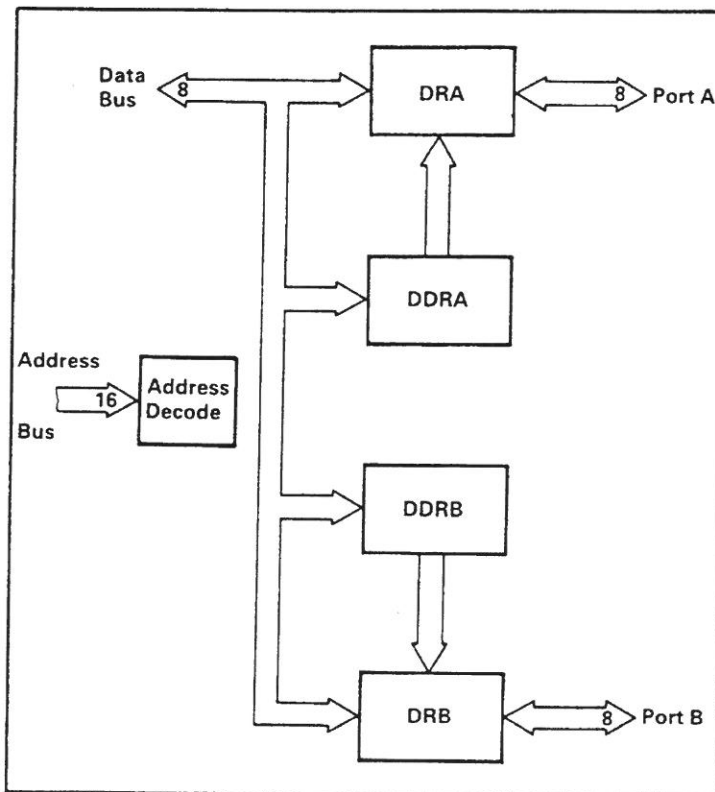 Data
Bus
8
DRA
8
Port A
DDRA
Address
Bus
16
Address
Decode
DDRB
DRB
8
Port B